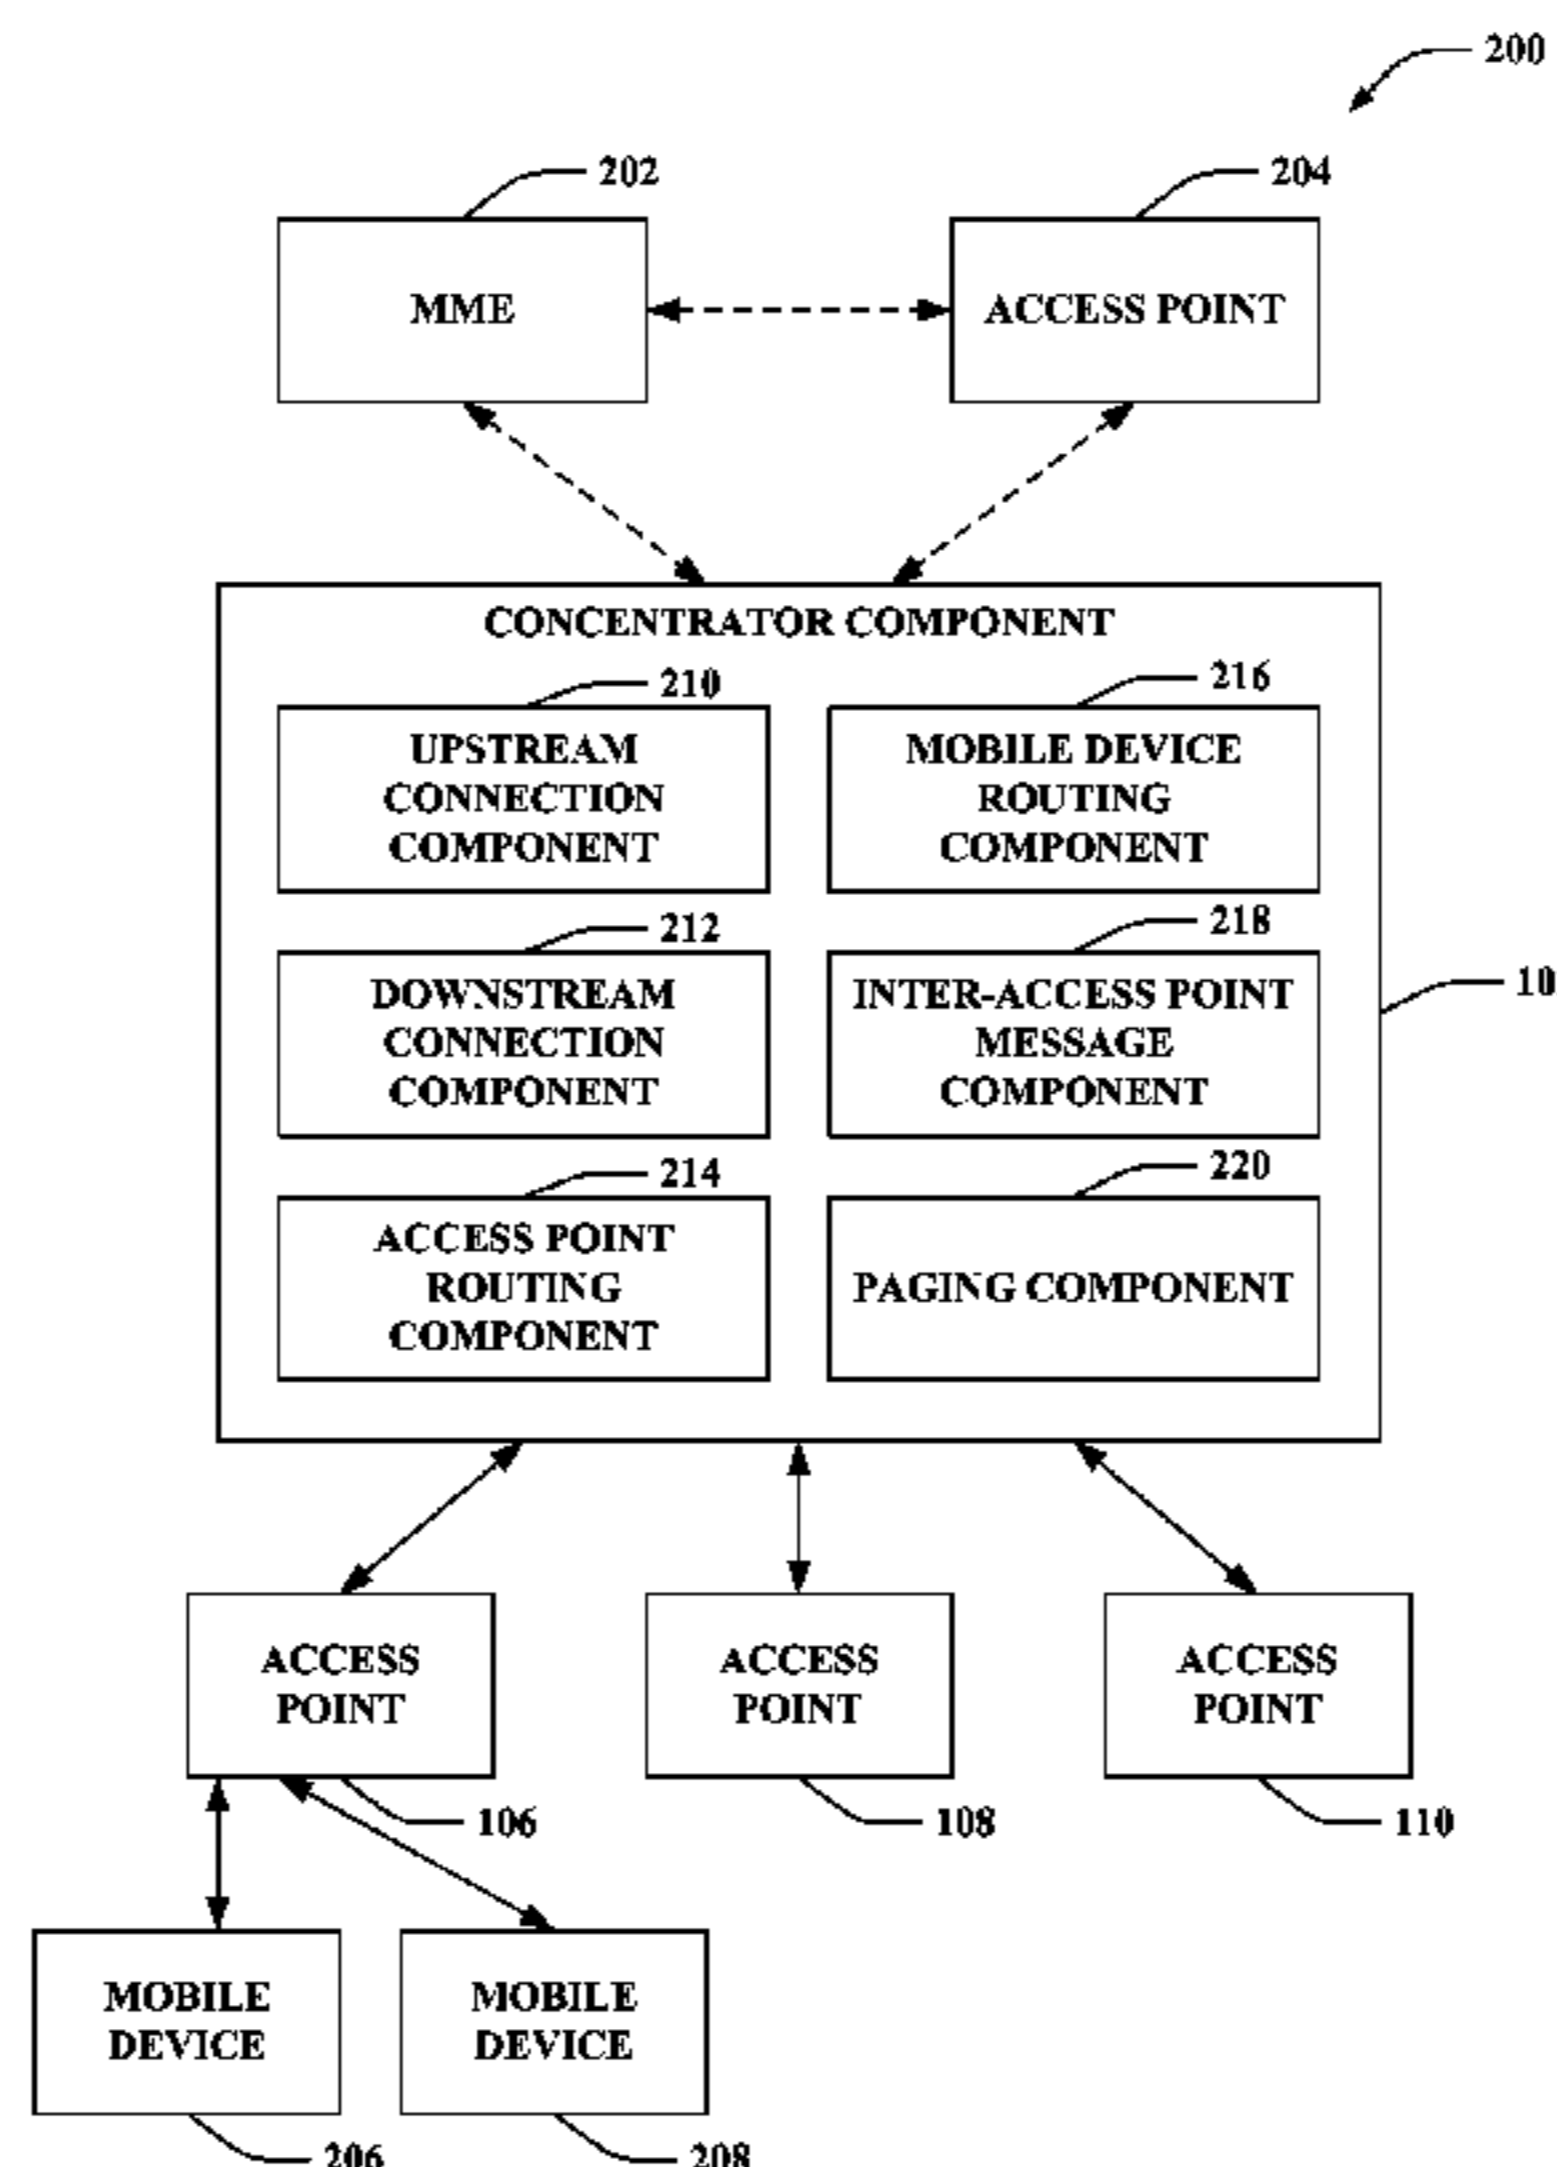 200
202
204
MME
ACCESS POINT
CONCENTRATOR COMPONENT
210
216
UPSTREAM
CONNECTION
COMPONENT
MOBILE DEVICE
ROUTING
COMPONENT
212
218
DOWNSTREAM
CONNECTION
COMPONENT
INTER-ACCESS POINT
MESSAGE
COMPONENT
10
214
220
ACCESS POINT
ROUTING
COMPONENT
PAGING COMPONENT
ACCESS
POINT
ACCESS
POINT
ACCESS
POINT
106
108
110
MOBILE
DEVICE
MOBILE
DEVICE
206
208